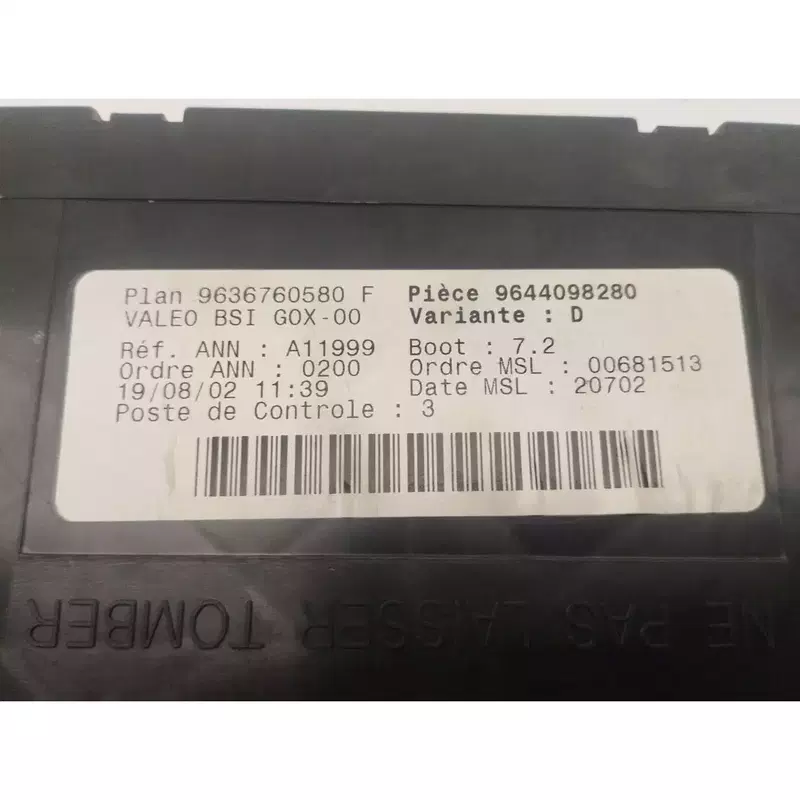 Plan 9636760580 F
VALEO BSI GOX-00
Pièce 9644098280
Variante : D
Réf. ANN : A11999
Ordre ANN : 0200
19/08/02 11:39
Poste de Controle : 3
Boot : 7.2
Ordre MSL : 00681513
Date MSL : 20702
NE PAS LAISSER TOMBER